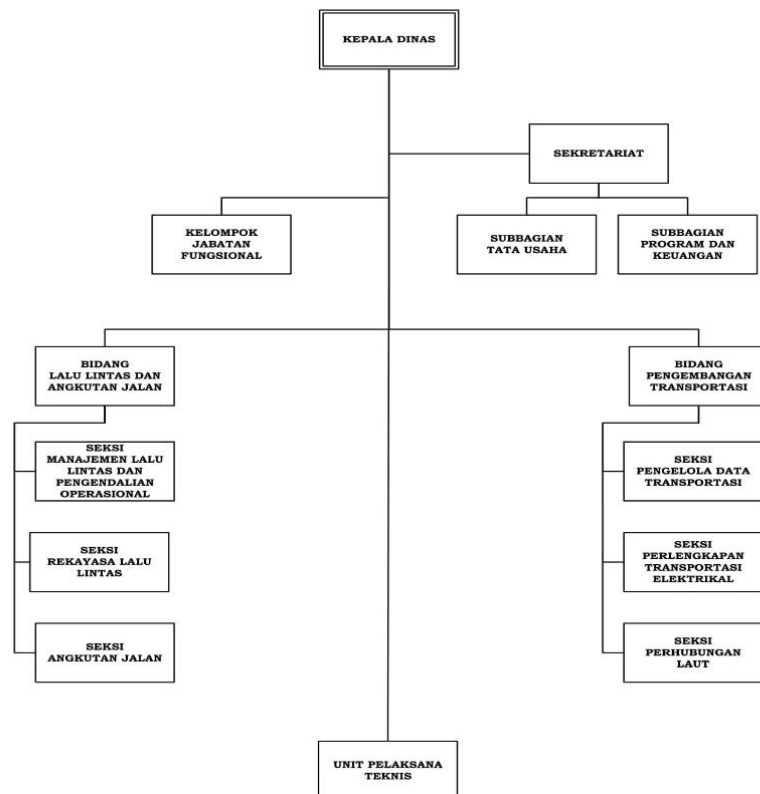 KEPALA DINAS
SEKRETARIAT
KELOMPOK
JABATAN
FUNGSIONAL
SUBBAGIAN
TATA USAHA
SUBBAGIAN
PROGRAM DAN
KEUANGAN
BIDANG
LALU LINTAS DAN
ANGKUTAN JALAN
BIDANG
PENGEMBANGAN
TRANSPORTASI
SEKSI
MANAJEMEN LALU
LINTAS DAN
PENGENDALIAN
OPERASIONAL
SEKSI
PENGELOLA DATA
TRANSPORTASI
SEKSI
REKAYASA LALU
LINTAS
SEKSI
PERLENGKAPAN
TRANSPORTASI
ELEKTRIKAL
SEKSI
ANGKUTAN JALAN
SEKSI
PERHUBUNGAN
LAUT
UNIT PELAKSANA
TEKNIS